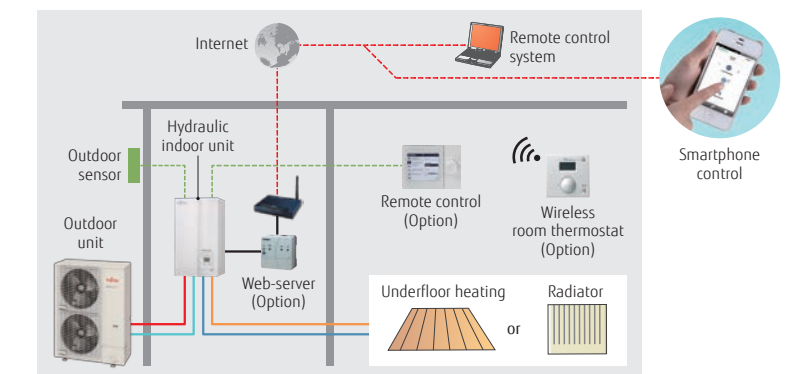 Internet
Remote control
system
Hydraulic
indoor unit
Outdoor
sensor
Smartphone
control
Remote control
(Option)
Wireless
room thermostat
(Option)
Outdoor
unit
Web-server
(Option)
Underfloor heating
Radiator
or